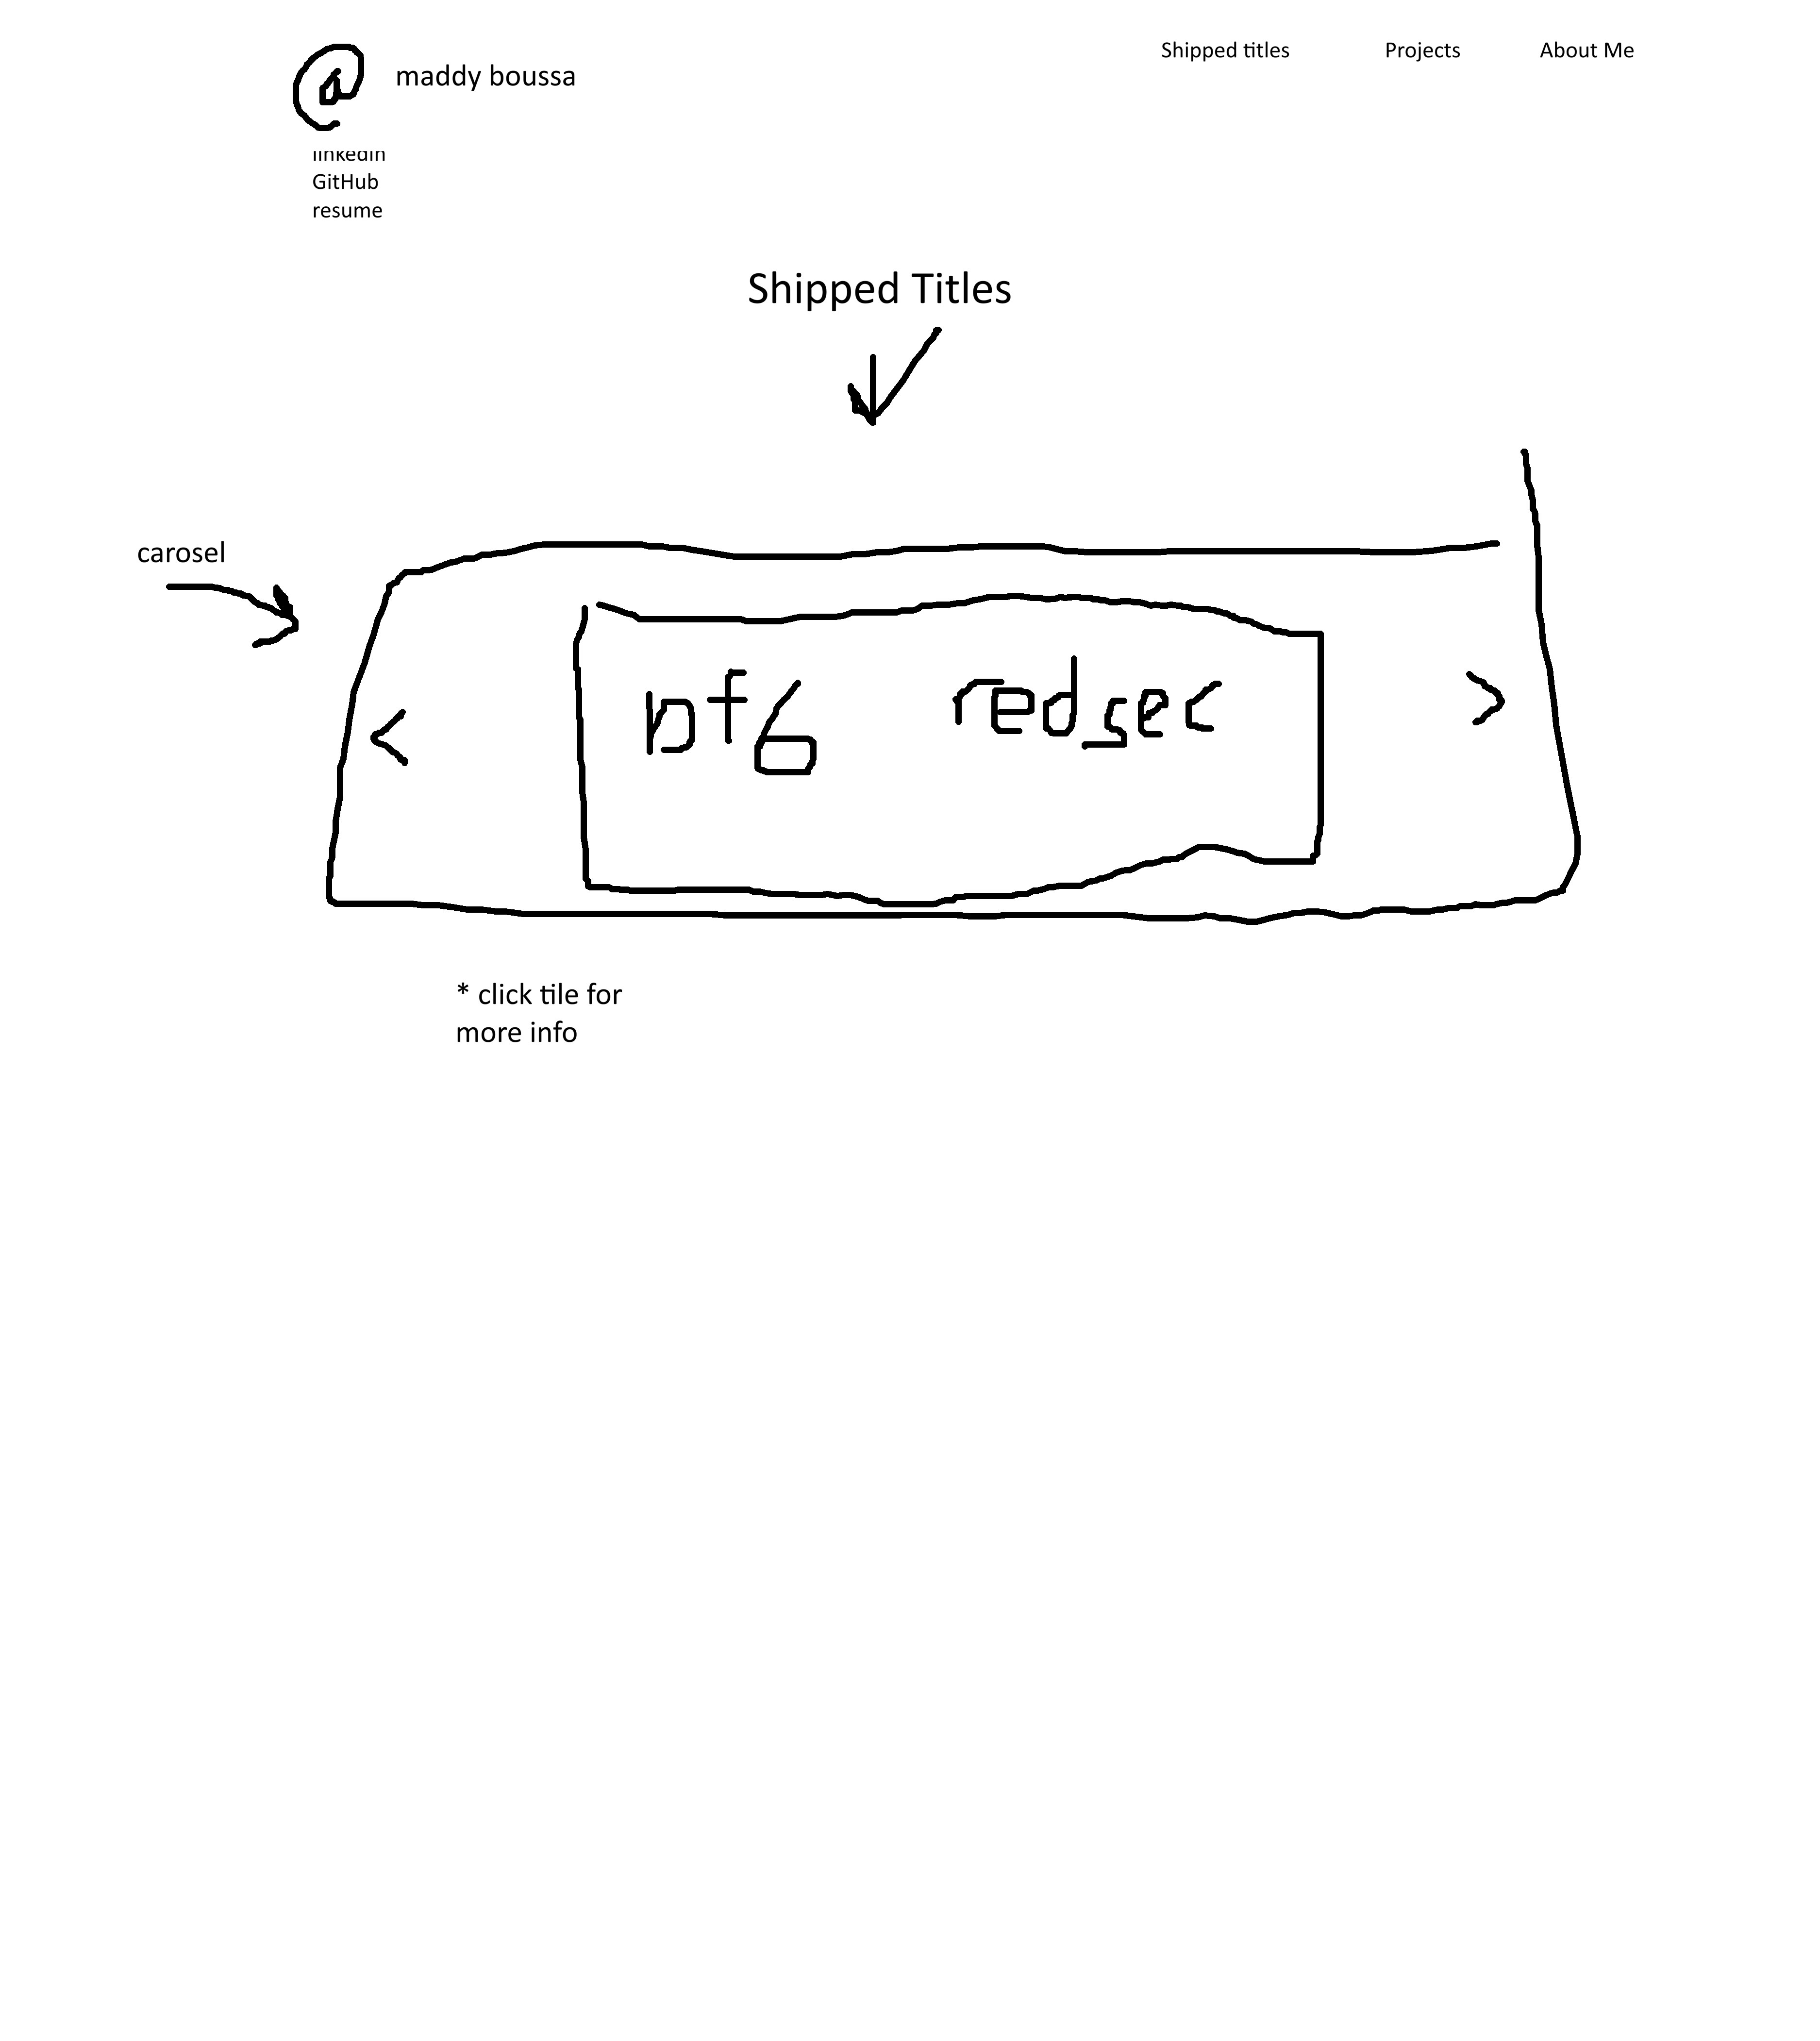 @ maddy boussa
Shipped titles Projects About Me
linkedin
GitHub
resume
Shipped Titles
carosel
< bf6 redsec >
* click tile for
more info